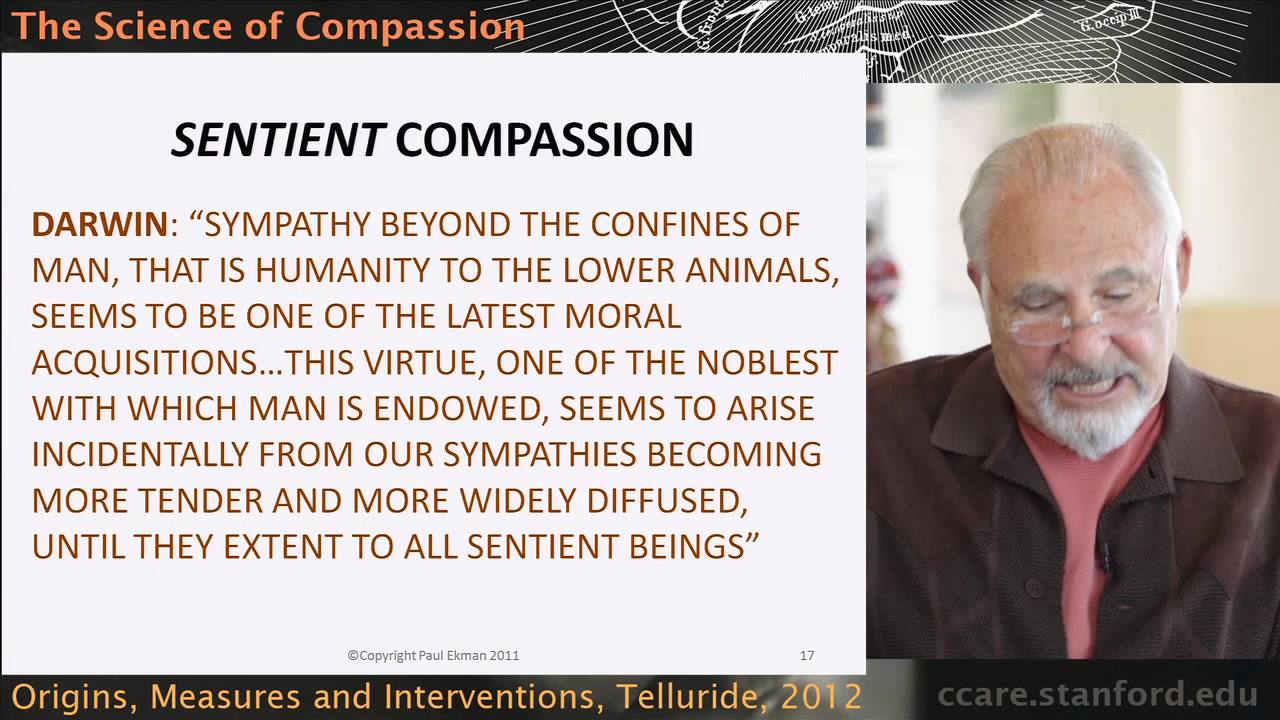 The Science of Compassion
G.front
G.occip III
SENTIENT COMPASSION
DARWIN: “SYMPATHY BEYOND THE CONFINES OF
MAN, THAT IS HUMANITY TO THE LOWER ANIMALS,
SEEMS TO BE ONE OF THE LATEST MORAL
ACQUISITIONS…THIS VIRTUE, ONE OF THE NOBLEST
WITH WHICH MAN IS ENDOWED, SEEMS TO ARISE
INCIDENTALLY FROM OUR SYMPATHIES BECOMING
MORE TENDER AND MORE WIDELY DIFFUSED,
UNTIL THEY EXTENT TO ALL SENTIENT BEINGS”
©Copyright Paul Ekman 2011 17
Origins, Measures and Interventions, Telluride, 2012
ccare.stanford.edu